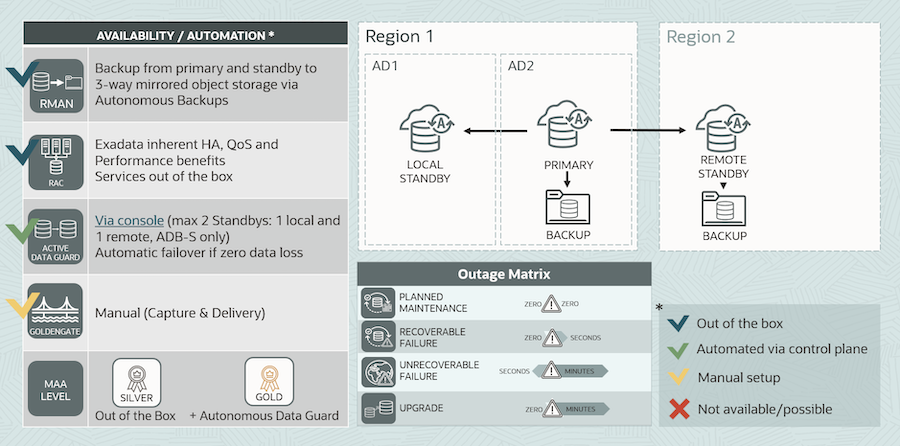 AVAILABILITY / AUTOMATION *
RMAN
Backup from primary and standby to
3-way mirrored object storage via
Autonomous Backups
RAC
Exadata inherent HA, QoS and
Performance benefits
Services out of the box
ACTIVE
DATA GUARD
Via console (max 2 Standbys: 1 local and
1 remote, ADB-S only)
Automatic failover if zero data loss
GOLDENGATE
Manual (Capture & Delivery)
MAA
LEVEL
SILVER
Out of the Box
GOLD
+ Autonomous Data Guard
Region 1
AD1
A
LOCAL
STANDBY
AD2
A
PRIMARY
BACKUP
Region 2
A
REMOTE
STANDBY
BACKUP
Outage Matrix
PLANNED
MAINTENANCE
ZERO ZERO
RECOVERABLE
FAILURE
ZERO SECONDS
UNRECOVERABLE
FAILURE
SECONDS MINUTES
UPGRADE
ZERO MINUTES
*
Out of the box
Automated via control plane
Manual setup
Not available/possible